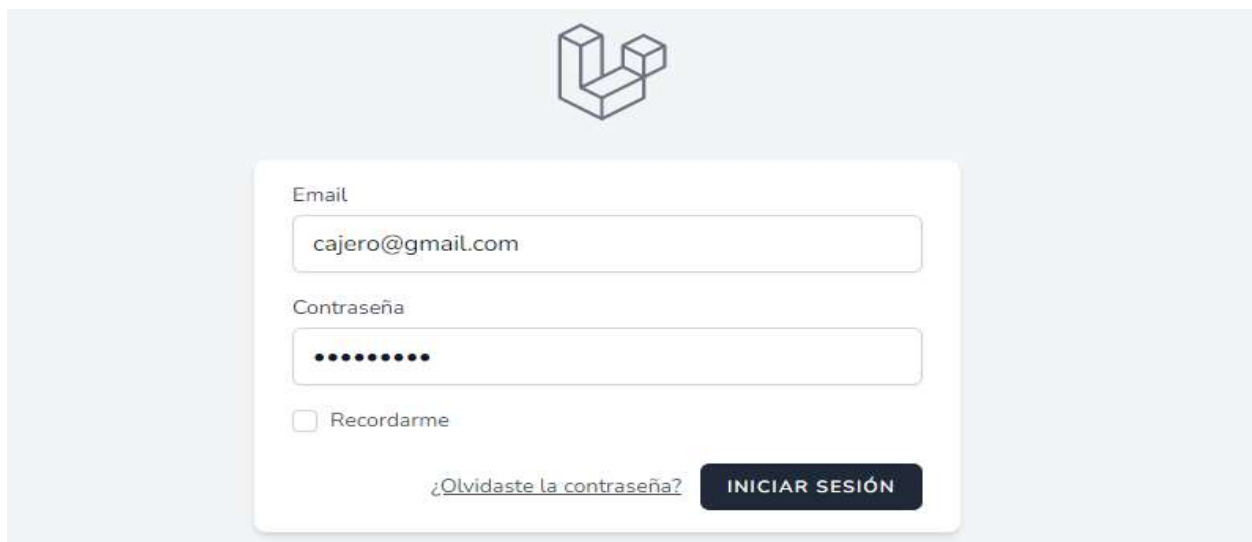 Email
cajero@gmail.com
Contraseña
•••••••••
Recordarme
¿Olvidaste la contraseña? INICIAR SESIÓN